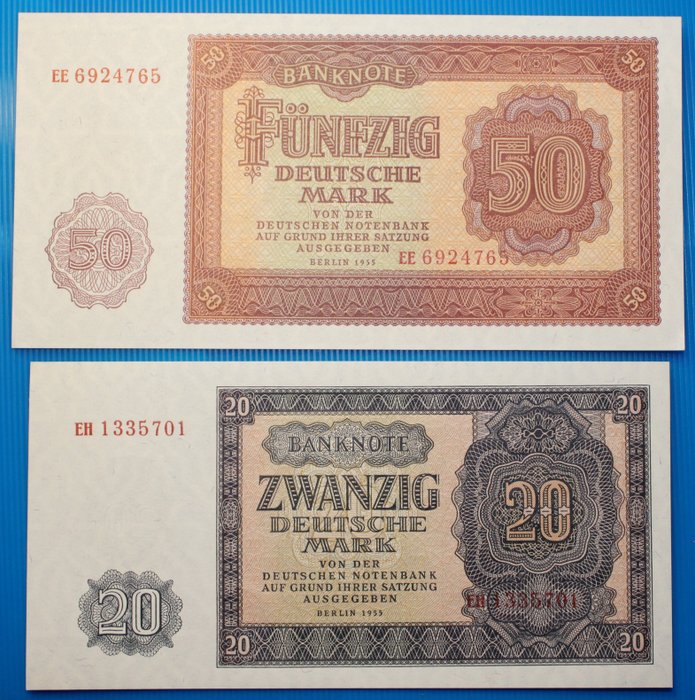 50
50
EE 6924765
BANKNOTE
FÜNFZIG
DEUTSCHE
MARK
VON DER
DEUTSCHEN NOTENBANK
AUF GRUND IHRER SATZUNG
AUSGEGEBEN
BERLIN 1955
EE 6924765
50
50
50
50
20
20
EH 1335701
BANKNOTE
ZWANZIG
DEUTSCHE
MARK
VON DER
DEUTSCHEN NOTENBANK
AUF GRUND IHRER SATZUNG
AUSGEGEBEN
BERLIN 1955
20
EH 1335701
20
20
20